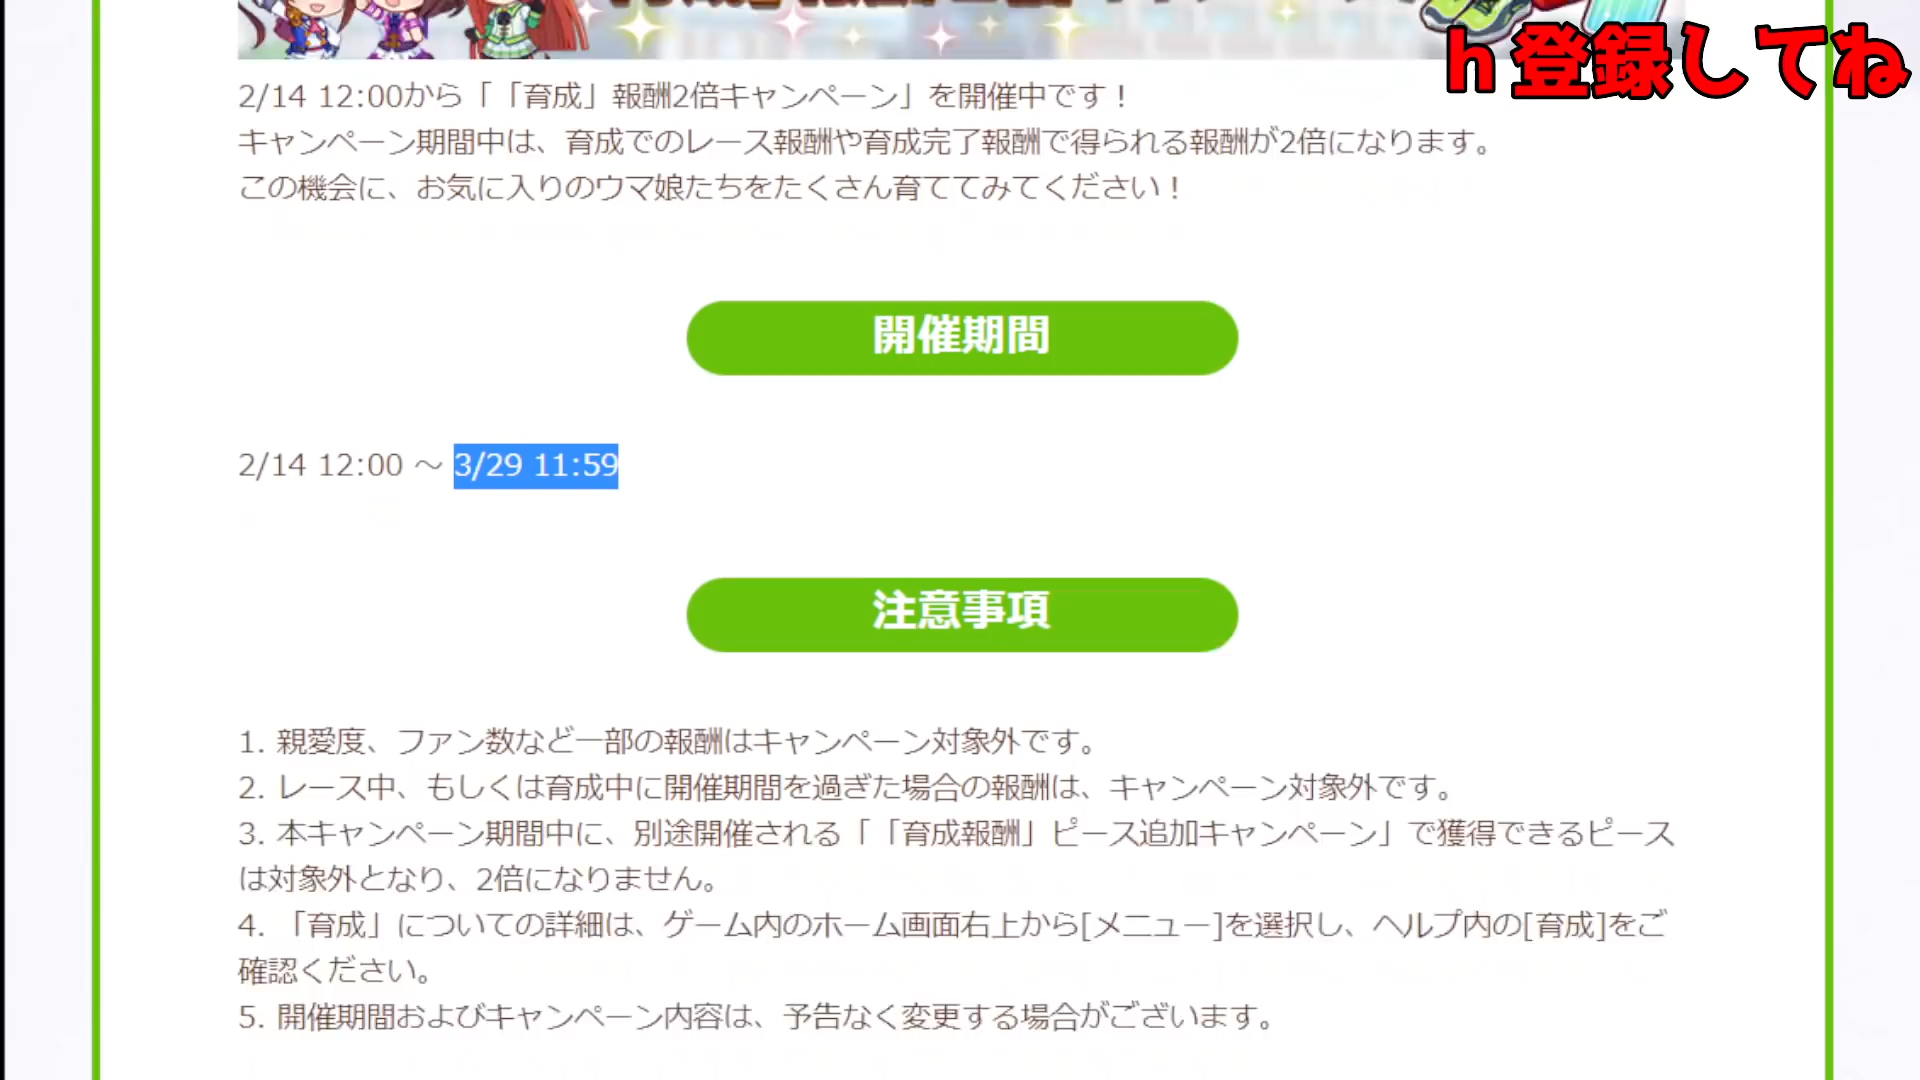 h登録してね
2/14 12:00から「「育成」報酬2倍キャンペーン」を開催中です！
キャンペーン期間中は、育成でのレース報酬や育成完了報酬で得られる報酬が2倍になります。
この機会に、お気に入りのウマ娘たちをたくさん育ててみてください！
開催期間
2/14 12:00 ～ 3/29 11:59
注意事項
1. 親愛度、ファン数など一部の報酬はキャンペーン対象外です。
2. レース中、もしくは育成中に開催期間を過ぎた場合の報酬は、キャンペーン対象外です。
3. 本キャンペーン期間中に、別途開催される「「育成報酬」ピース追加キャンペーン」で獲得できるピース
は対象外となり、2倍になりません。
4. 「育成」についての詳細は、ゲーム内のホーム画面右上から[メニュー]を選択し、ヘルプ内の[育成]をご
確認ください。
5. 開催期間およびキャンペーン内容は、予告なく変更する場合がございます。